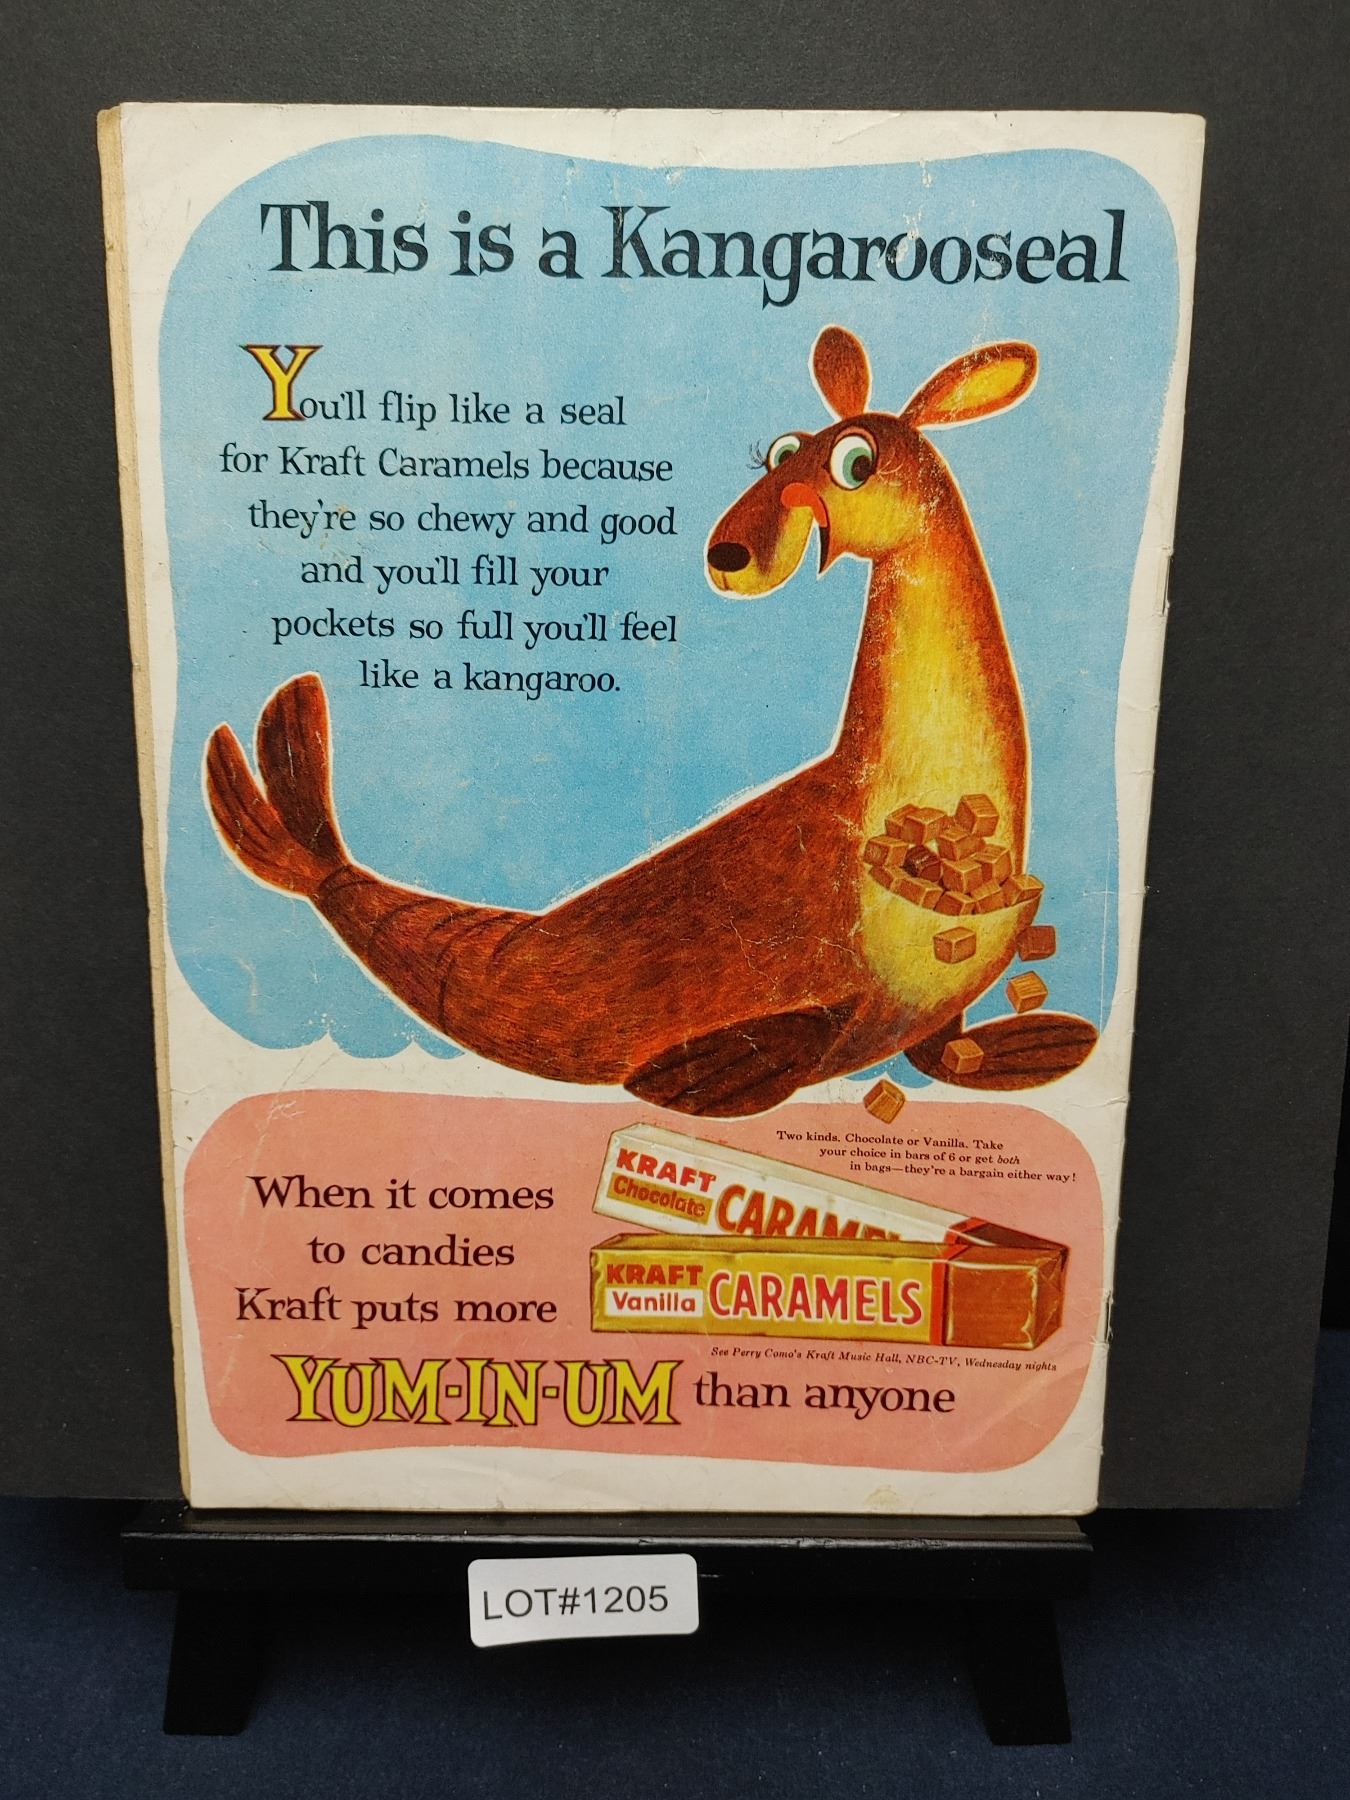 This is a Kangarooseal
You'll flip like a seal
for Kraft Caramels because
they're so chewy and good
and you'll fill your
pockets so full you'll feel
like a kangaroo.
Two kinds. Chocolate or Vanilla. Take
your choice in bars of 6 or get both
in bags—they're a bargain either way!
KRAFT
Chocolate CARAMEL
KRAFT
Vanilla CARAMELS
When it comes
to candies
Kraft puts more
See Perry Como's Kraft Music Hall, NBC-TV, Wednesday nights
YUM-IN-UM than anyone
LOT#1205